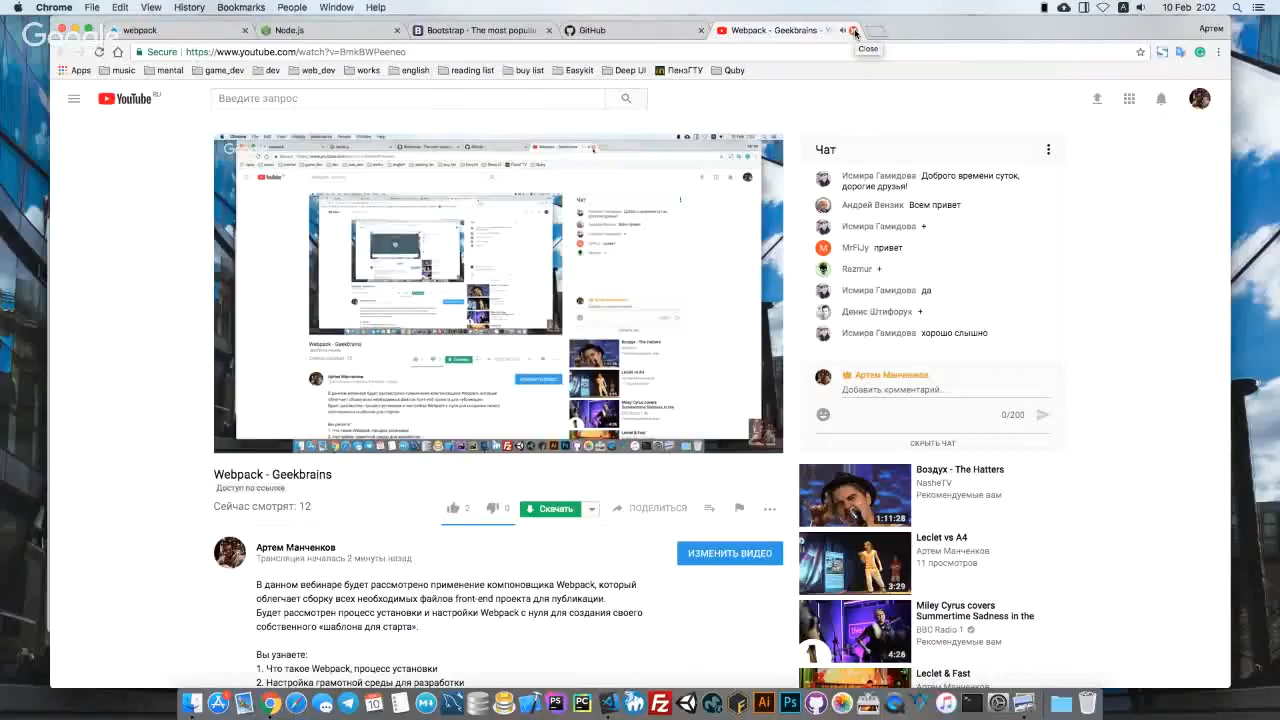 Chrome File Edit View History Bookmarks People Window Help
10 Feb 2:02
webpack
Node.js
Bootstrap · The most popula
GitHub
Webpack - Geekbrains - Y
Артем
Secure
https://www.youtube.com/watch?v=BmkBWPeeneo
Close
Apps music mental game_dev dev web_dev works english reading list buy list Easykit Deep UI ПензГТУ Quby
YouTube RU
Введите запрос
Чат
Исмира Гамидова Доброго времени суток,
дорогие друзья!
Андрей Вензик Всем привет
Исмира Гамидова +
M
MrFlJy привет
Razmur +
Исмира Гамидова да
Денис Штифорук +
Исмира Гамидова хорошо слышно
Артем Манченков
Добавить комментарий...
0/200
СКРЫТЬ ЧАТ
Webpack - Geekbrains
Доступ по ссылке
Сейчас смотрят: 12
2
0
Скачать
ПОДЕЛИТЬСЯ
Артем Манченков
Трансляция началась 2 минуты назад
ИЗМЕНИТЬ ВИДЕО
В данном вебинаре будет рассмотрено применение компоновщика Webpack, который
облегчает сборку всех необходимых файлов front-end проекта для публикации.
Будет рассмотрен процесс установки и настройки Webpack с нуля для создания своего
собственного «шаблона для старта».
Вы узнаете:
1. Что такое Webpack, процесс установки
2. Настройка грамотной среды для разработки
Воздух - The Hatters
NasheTV
Рекомендуемые вам
1:11:28
Leclet vs A4
Артем Манченков
11 просмотров
3:29
Miley Cyrus covers
Summertime Sadness in the
BBC Radio 1
Рекомендуемые вам
4:26
Leclet & Fast
Артем Манченков